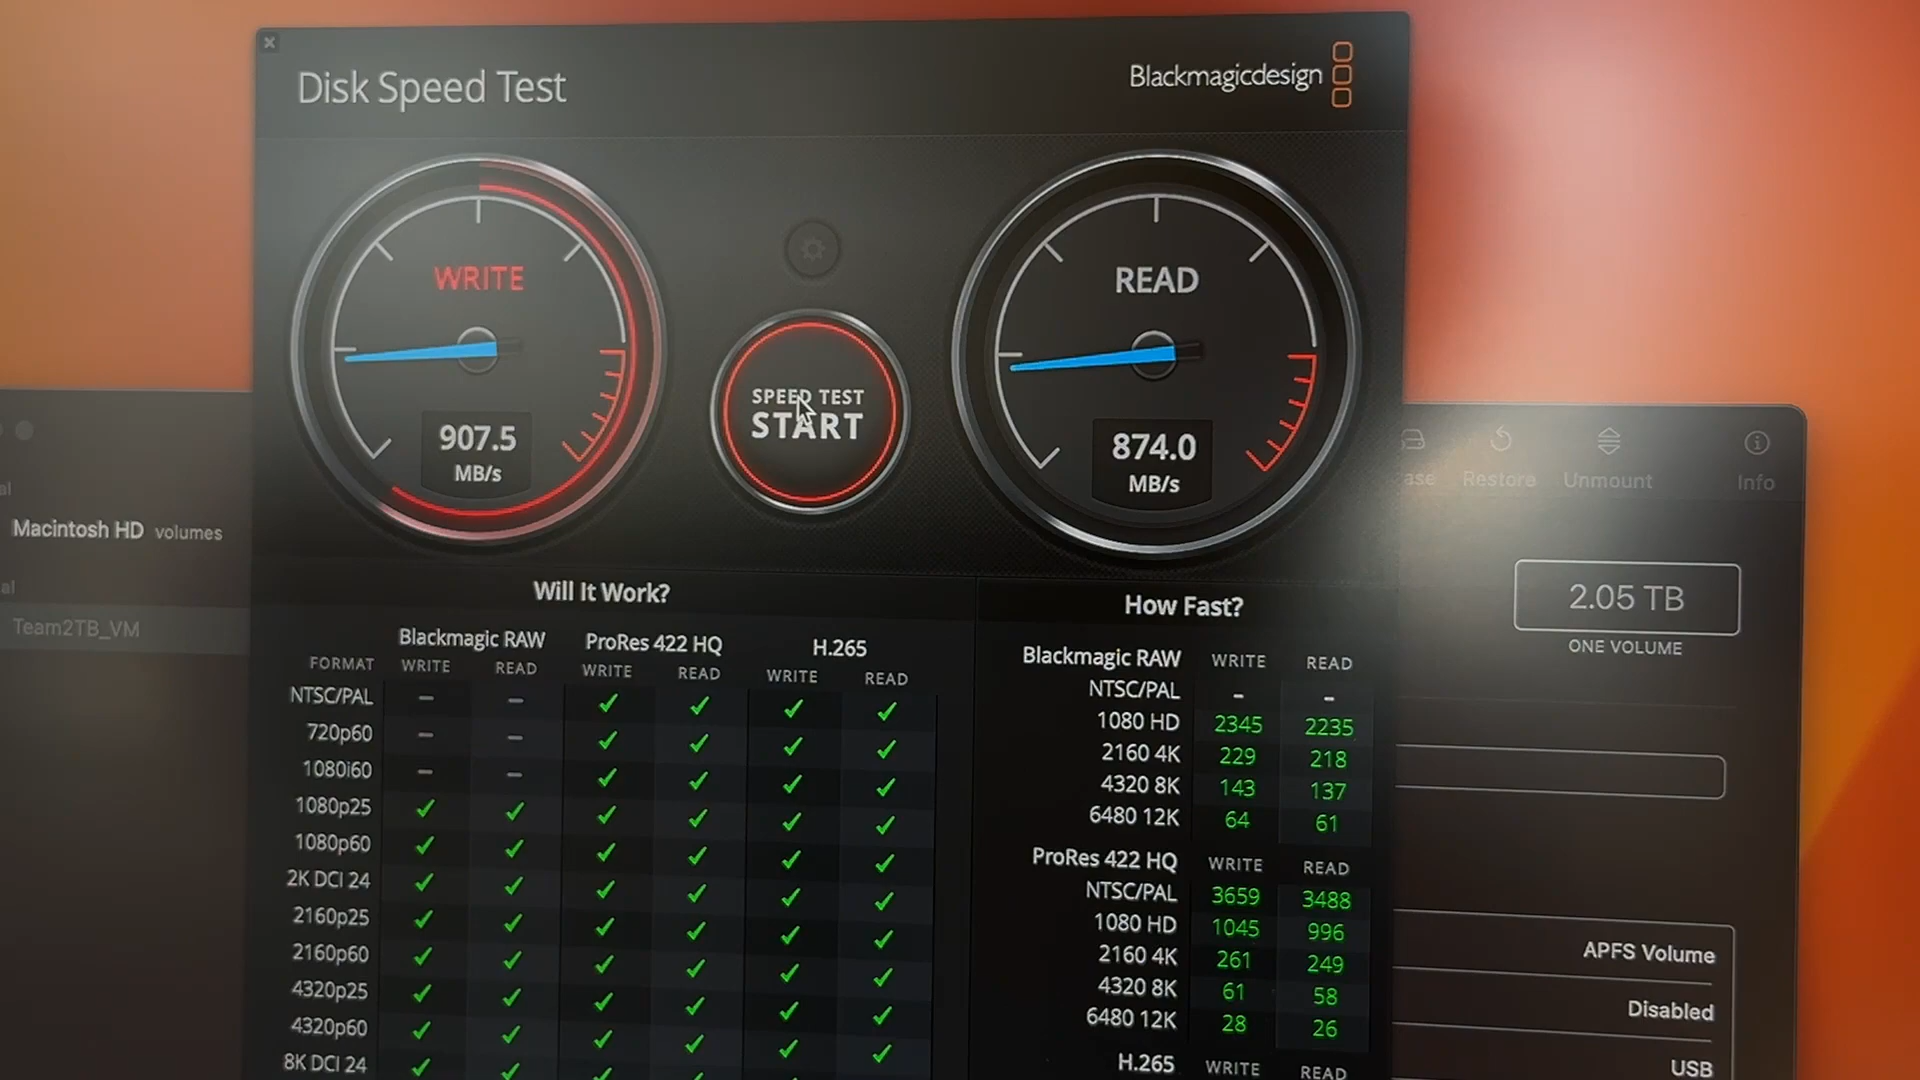 Disk Speed Test
Blackmagicdesign
WRITE
907.5
MB/s
SPEED TEST
START
READ
874.0
MB/s
Macintosh HD volumes
Team2TB_VM
Restore
Unmount
Info
2.05 TB
ONE VOLUME
APFS Volume
Disabled
USB
Will It Work?
Blackmagic RAW ProRes 422 HQ H.265
FORMAT WRITE READ WRITE READ WRITE READ
NTSC/PAL – – ✓ ✓ ✓ ✓
720p60 – – ✓ ✓ ✓ ✓
1080i60 – – ✓ ✓ ✓ ✓
1080p25 ✓ ✓ ✓ ✓ ✓ ✓
1080p60 ✓ ✓ ✓ ✓ ✓ ✓
2K DCI 24 ✓ ✓ ✓ ✓ ✓ ✓
2160p25 ✓ ✓ ✓ ✓ ✓ ✓
2160p60 ✓ ✓ ✓ ✓ ✓ ✓
4320p25 ✓ ✓ ✓ ✓ ✓ ✓
4320p60 ✓ ✓ ✓ ✓ ✓ ✓
8K DCI 24 ✓ ✓ ✓ ✓
How Fast?
Blackmagic RAW WRITE READ
NTSC/PAL - -
1080 HD 2345 2235
2160 4K 229 218
4320 8K 143 137
6480 12K 64 61
ProRes 422 HQ WRITE READ
NTSC/PAL 3659 3488
1080 HD 1045 996
2160 4K 261 249
4320 8K 61 58
6480 12K 28 26
H.265 WRITE READ